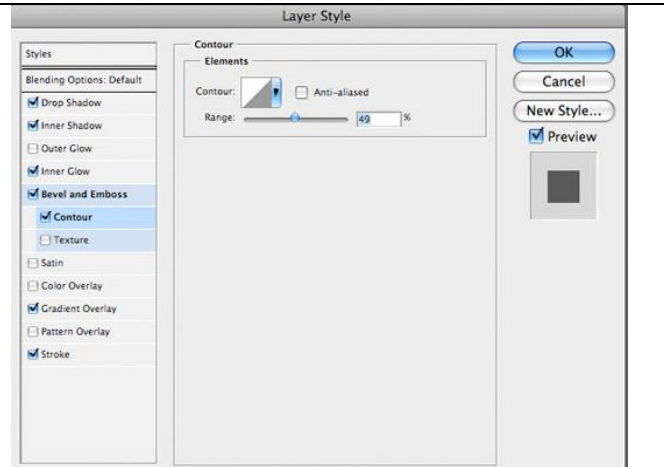 Layer Style
Styles
Blending Options: Default
Drop Shadow
Inner Shadow
Outer Glow
Inner Glow
Bevel and Emboss
Contour
Texture
Satin
Color Overlay
Gradient Overlay
Pattern Overlay
Stroke
Contour
Elements
Contour: Anti-aliased
Range: 49 %
OK
Cancel
New Style...
Preview